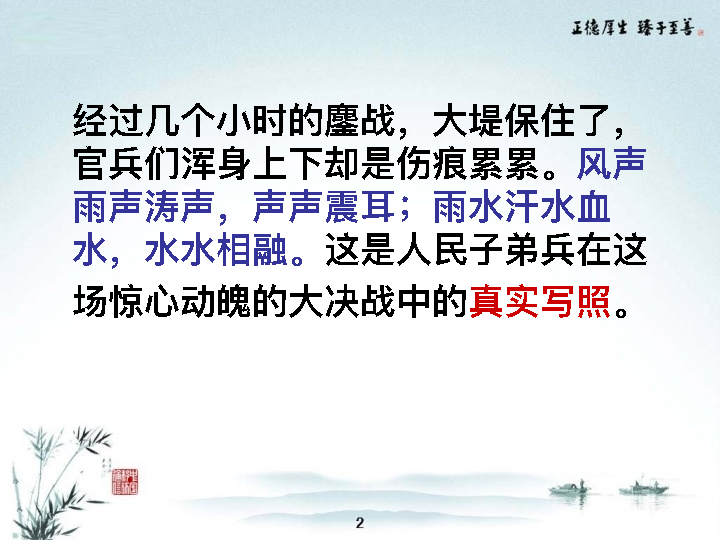 正德厚生 臻于至善
经过几个小时的鏖战，大堤保住了，
官兵们浑身上下却是伤痕累累。风声
雨声涛声，声声震耳；雨水汗水血
水，水水相融。这是人民子弟兵在这
场惊心动魄的大决战中的真实写照。
2